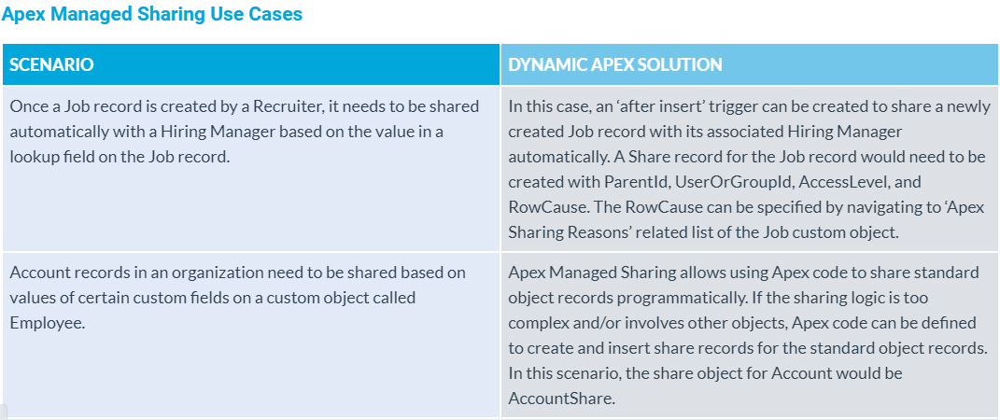 Apex Managed Sharing Use Cases
SCENARIO
DYNAMIC APEX SOLUTION
Once a Job record is created by a Recruiter, it needs to be shared
automatically with a Hiring Manager based on the value in a
lookup field on the Job record.
In this case, an ‘after insert’ trigger can be created to share a newly
created Job record with its associated Hiring Manager
automatically. A Share record for the Job record would need to be
created with ParentId, UserOrGroupId, AccessLevel, and
RowCause. The RowCause can be specified by navigating to ‘Apex
Sharing Reasons’ related list of the Job custom object.
Account records in an organization need to be shared based on
values of certain custom fields on a custom object called
Employee.
Apex Managed Sharing allows using Apex code to share standard
object records programmatically. If the sharing logic is too
complex and/or involves other objects, Apex code can be defined
to create and insert share records for the standard object records.
In this scenario, the share object for Account would be
AccountShare.